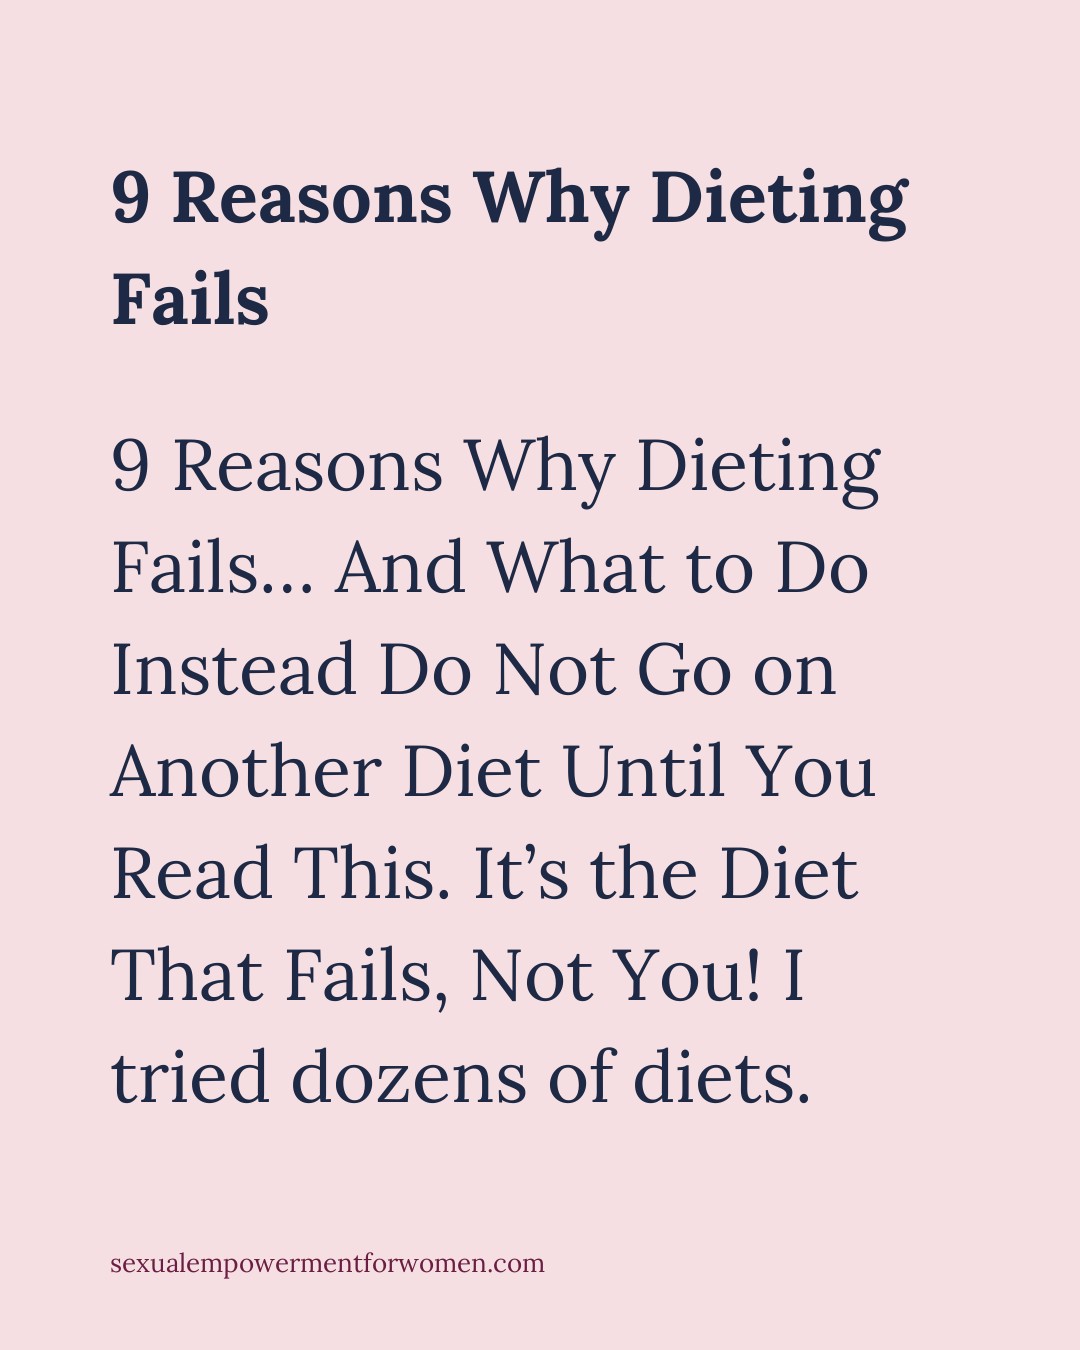 9 Reasons Why Dieting
Fails
9 Reasons Why Dieting
Fails… And What to Do
Instead Do Not Go on
Another Diet Until You
Read This. It’s the Diet
That Fails, Not You! I
tried dozens of diets.
sexualempowermentforwomen.com